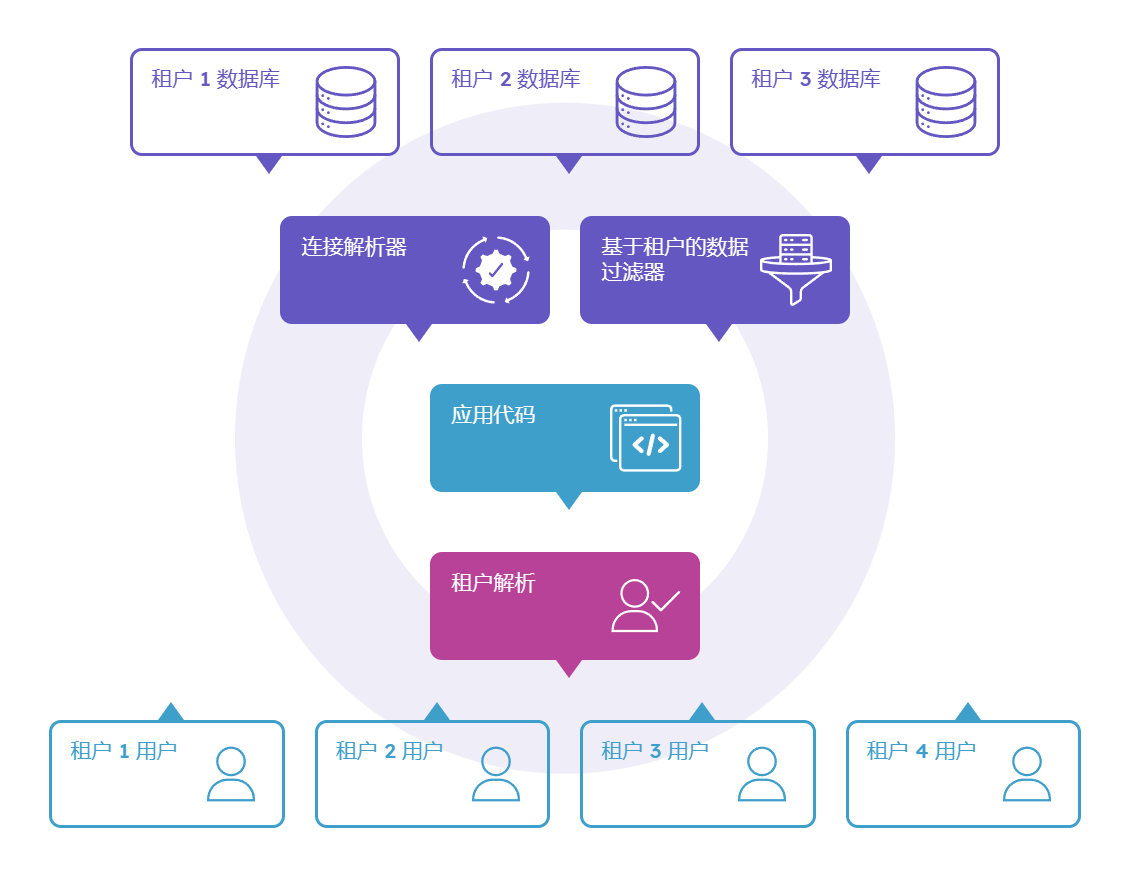 租户 1 数据库
租户 2 数据库
租户 3 数据库
连接解析器
基于租户的数据
过滤器
应用代码
租户解析
租户 1 用户
租户 2 用户
租户 3 用户
租户 4 用户